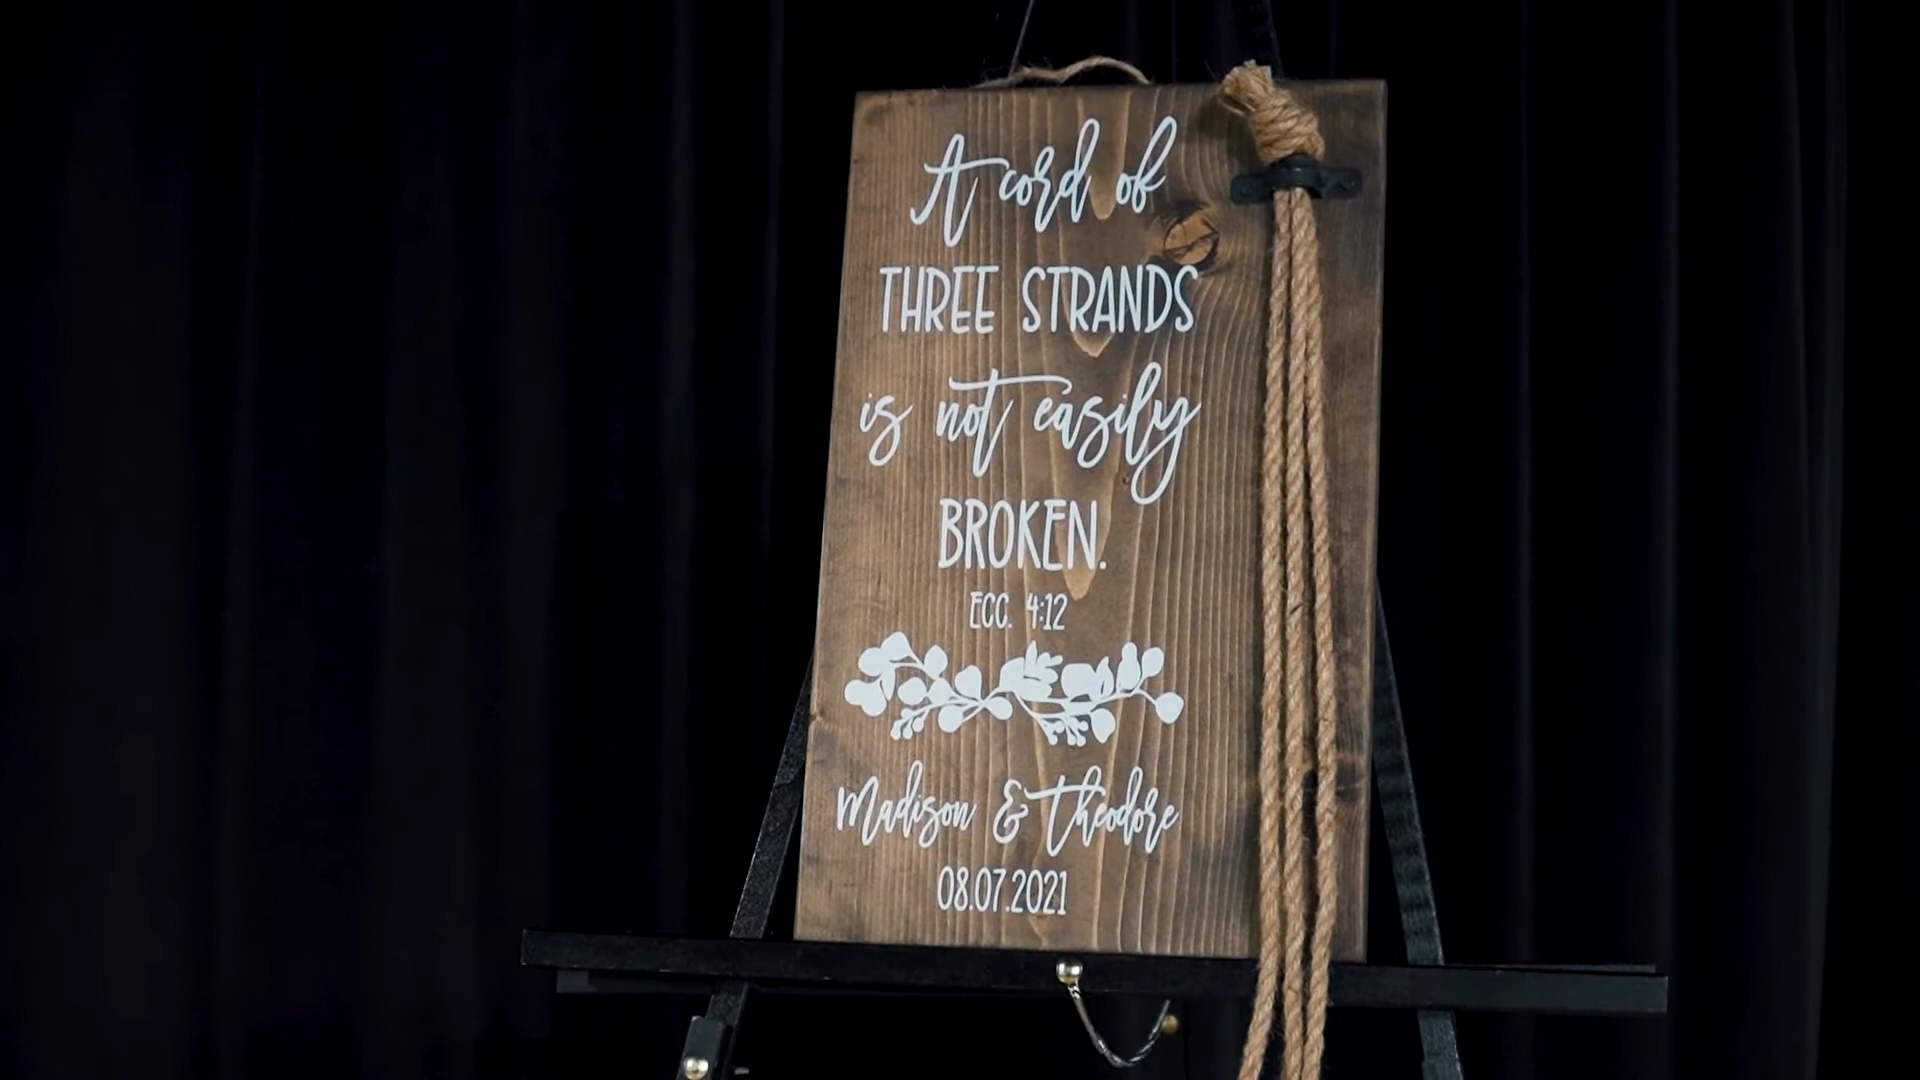 A cord of
THREE STRANDS
is not easily
BROKEN.
ECC. 4:12
Madison & Theodore
08.07.2021